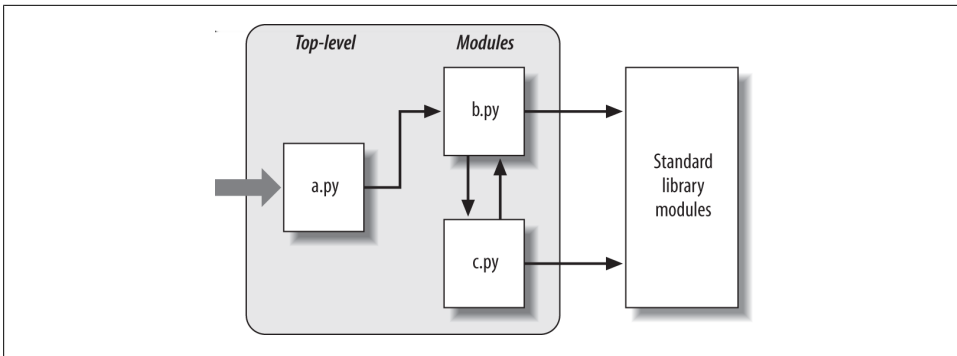 Top-level
Modules
b.py
a.py
c.py
Standard
library
modules